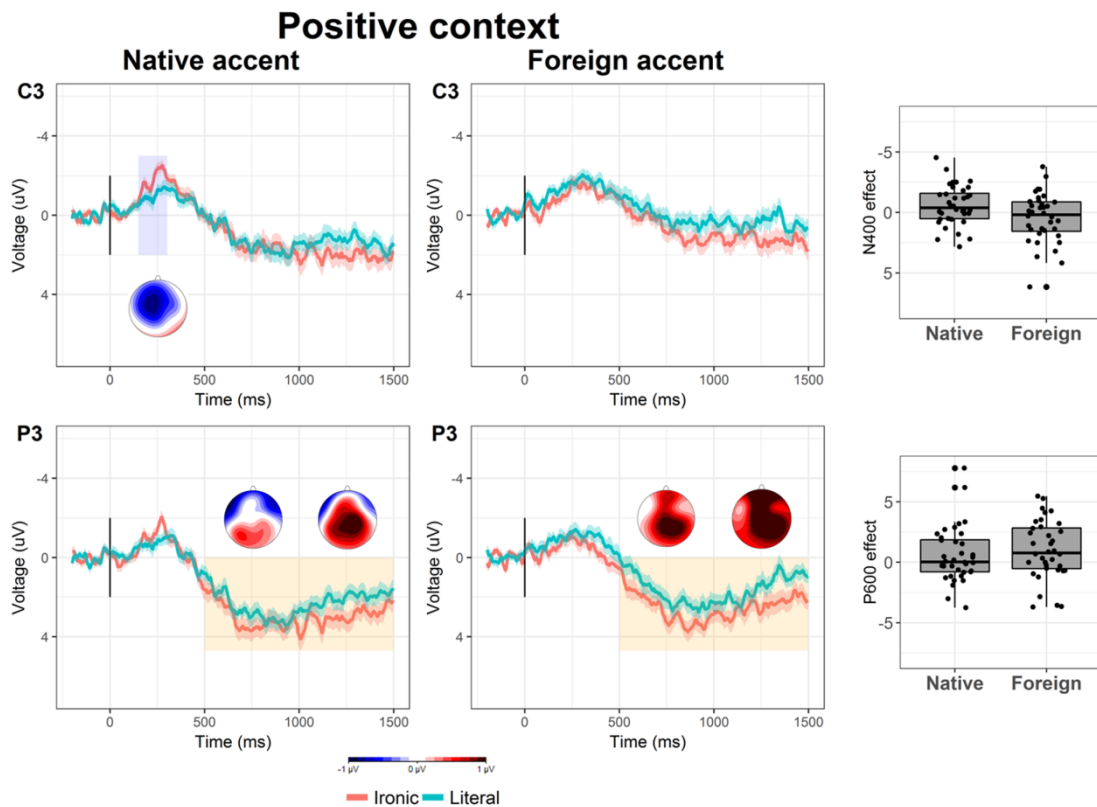 Positive context
Native accent
Foreign accent
C3
Voltage (uV)
-4
0
4
0
500
1000
1500
Time (ms)
C3
Voltage (uV)
-4
0
4
0
500
1000
1500
Time (ms)
N400 effect
-5
0
5
Native
Foreign
P3
Voltage (uV)
-4
0
4
0
500
1000
1500
Time (ms)
P3
Voltage (uV)
-4
0
4
0
500
1000
1500
Time (ms)
P600 effect
5
0
-5
Native
Foreign
-1 µV 0 µV 1 µV
Ironic Literal